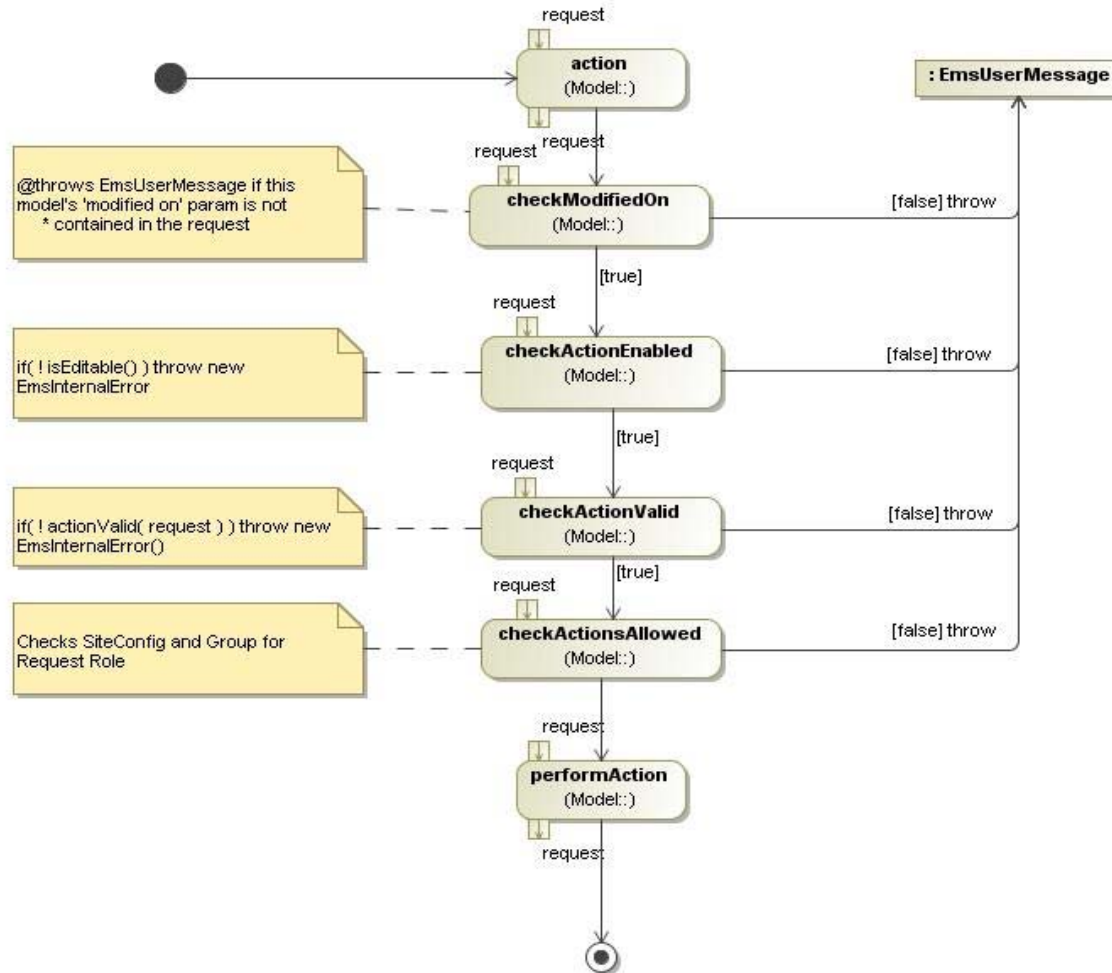 request
action
(Model::)
: EmsUserMessage
request
request
@throws EmsUserMessage if this
model's 'modified on' param is not
* contained in the request
checkModifiedOn
(Model::)
[false] throw
[true]
request
if( ! isEditable() ) throw new
EmsInternalError
checkActionEnabled
(Model::)
[false] throw
[true]
request
if( ! actionValid( request ) ) throw new
EmsInternalError()
checkActionValid
(Model::)
[false] throw
[true]
request
Checks SiteConfig and Group for
Request Role
checkActionsAllowed
(Model::)
[false] throw
request
performAction
(Model::)
request